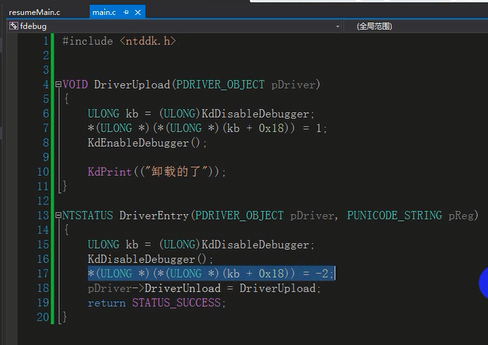 resumeMain.c main.c
fdebug (全局范围)
1 #include <ntddk.h>
2
3
4 VOID DriverUpload(PDRIVER_OBJECT pDriver)
5 {
6 ULONG kb = (ULONG)KdDisableDebugger;
7 *(ULONG *)(*(ULONG *)(kb + 0x18)) = 1;
8 KdEnableDebugger();
9
10 KdPrint(("卸载的了"));
11 }
12
13 NTSTATUS DriverEntry(PDRIVER_OBJECT pDriver, PUNICODE_STRING pReg)
14 {
15 ULONG kb = (ULONG)KdDisableDebugger;
16 KdDisableDebugger();
17 *(ULONG *)(*(ULONG *)(kb + 0x18)) = -2;
18 pDriver->DriverUnload = DriverUpload;
19 return STATUS_SUCCESS;
20 }